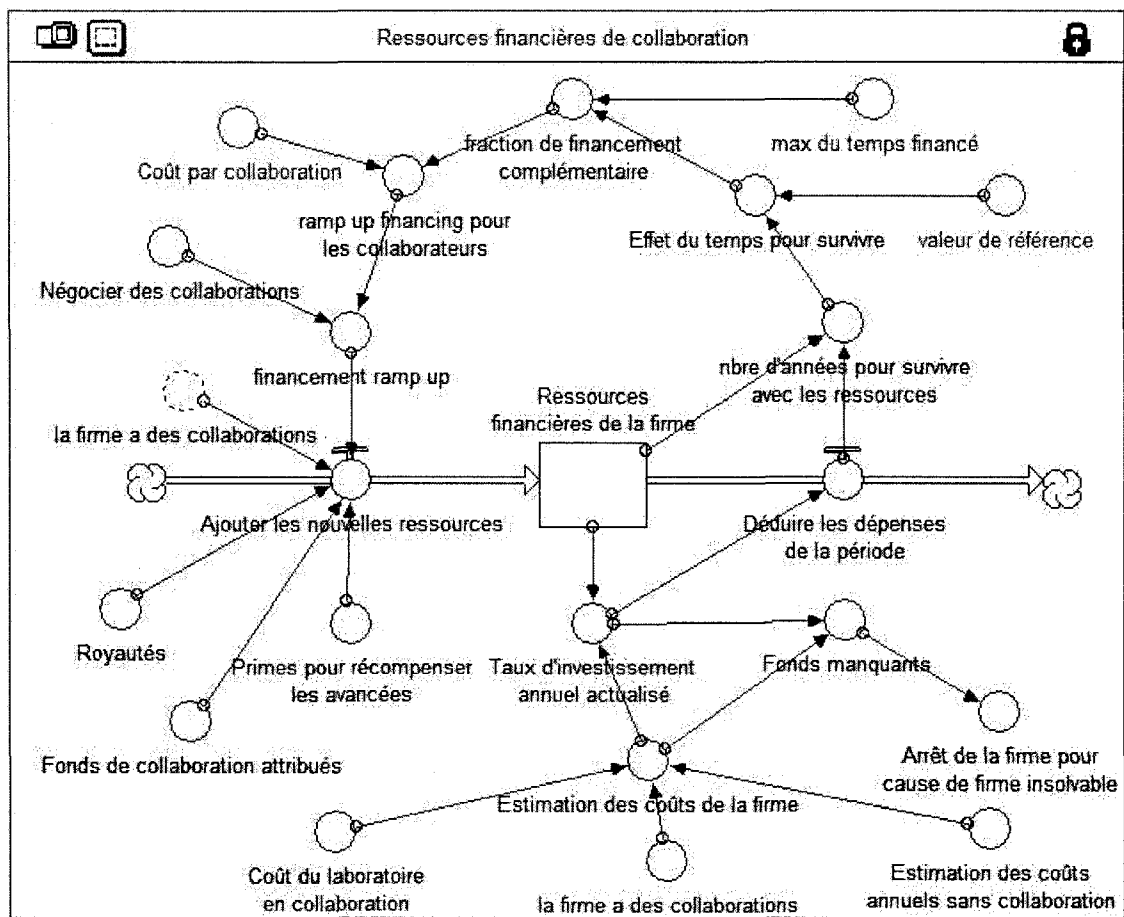 Ressources financières de collaboration
fraction de financement
complémentaire
max du temps financé
Coût par collaboration
ramp up financing pour
les collaborateurs
Effet du temps pour survivre
valeur de référence
Négocier des collaborations
financement ramp up
nbre d'années pour survivre
avec les ressources
Ressources
financières de la firme
la firme a des collaborations
Ajouter les nouvelles ressources
Déduire les dépenses
de la période
Royautés
Primes pour récompenser
les avancées
Taux d'investissement
annuel actualisé
Fonds manquants
Fonds de collaboration attribués
Arrêt de la firme pour
cause de firme insolvable
Estimation des coûts de la firme
Coût du laboratoire
en collaboration
la firme a des collaborations
Estimation des coûts
annuels sans collaboration